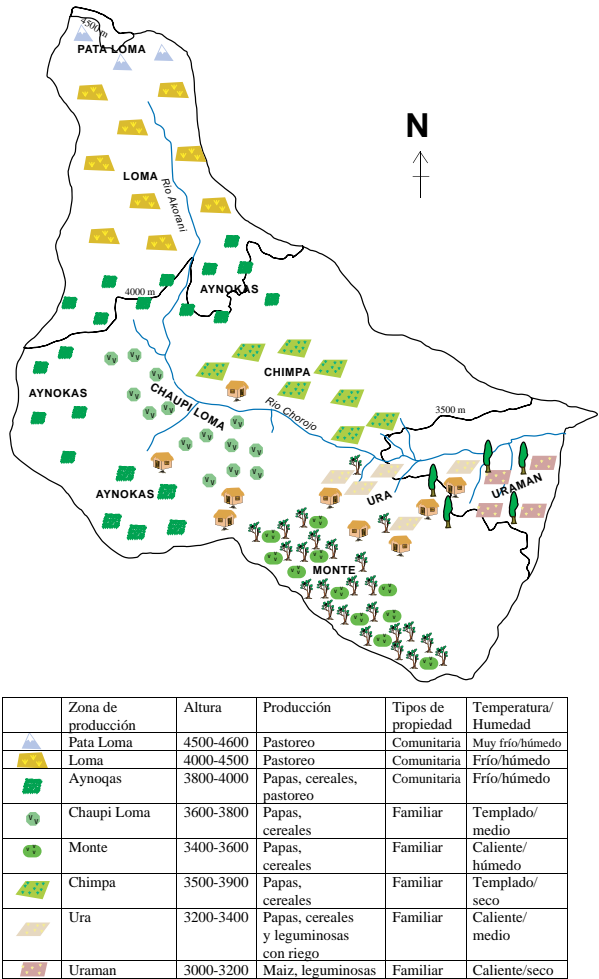 4500 m
PATA LOMA
N
LOMA
Rio Akorani
AYNOKAS
4000 m
CHIMPA
AYNOKAS
CHAUPI LOMA
Rio Chorojo
3500 m
AYNOKAS
URA
URAMAN
MONTE
Zona de producción Altura Producción Tipos de propiedad Temperatura/ Humedad
Pata Loma 4500-4600 Pastoreo Comunitaria Muy frío/húmedo
Loma 4000-4500 Pastoreo Comunitaria Frío/húmedo
Aynoqas 3800-4000 Papas, cereales, pastoreo Comunitaria Frío/húmedo
Chaupi Loma 3600-3800 Papas, cereales Familiar Templado/ medio
Monte 3400-3600 Papas, cereales Familiar Caliente/ húmedo
Chimpa 3500-3900 Papas, cereales Familiar Templado/ seco
Ura 3200-3400 Papas, cereales y leguminosas con riego Familiar Caliente/ medio
Uraman 3000-3200 Maiz, leguminosas Familiar Caliente/seco